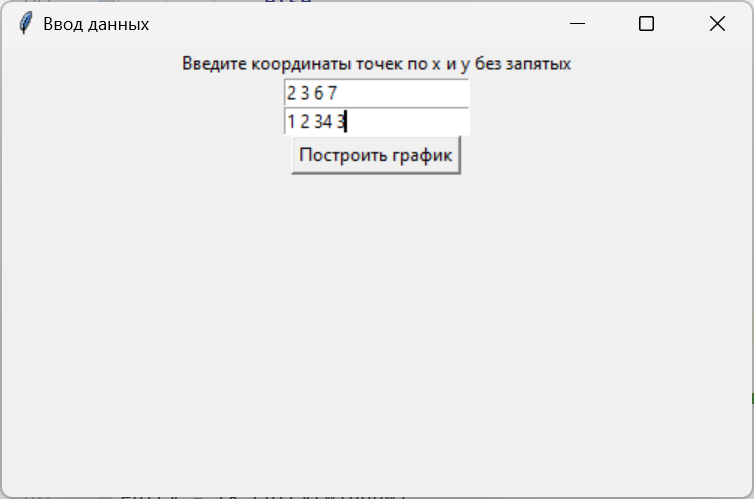 Ввод данных
Введите координаты точек по x и y без запятых
2 3 6 7
1 2 34 3
Построить график